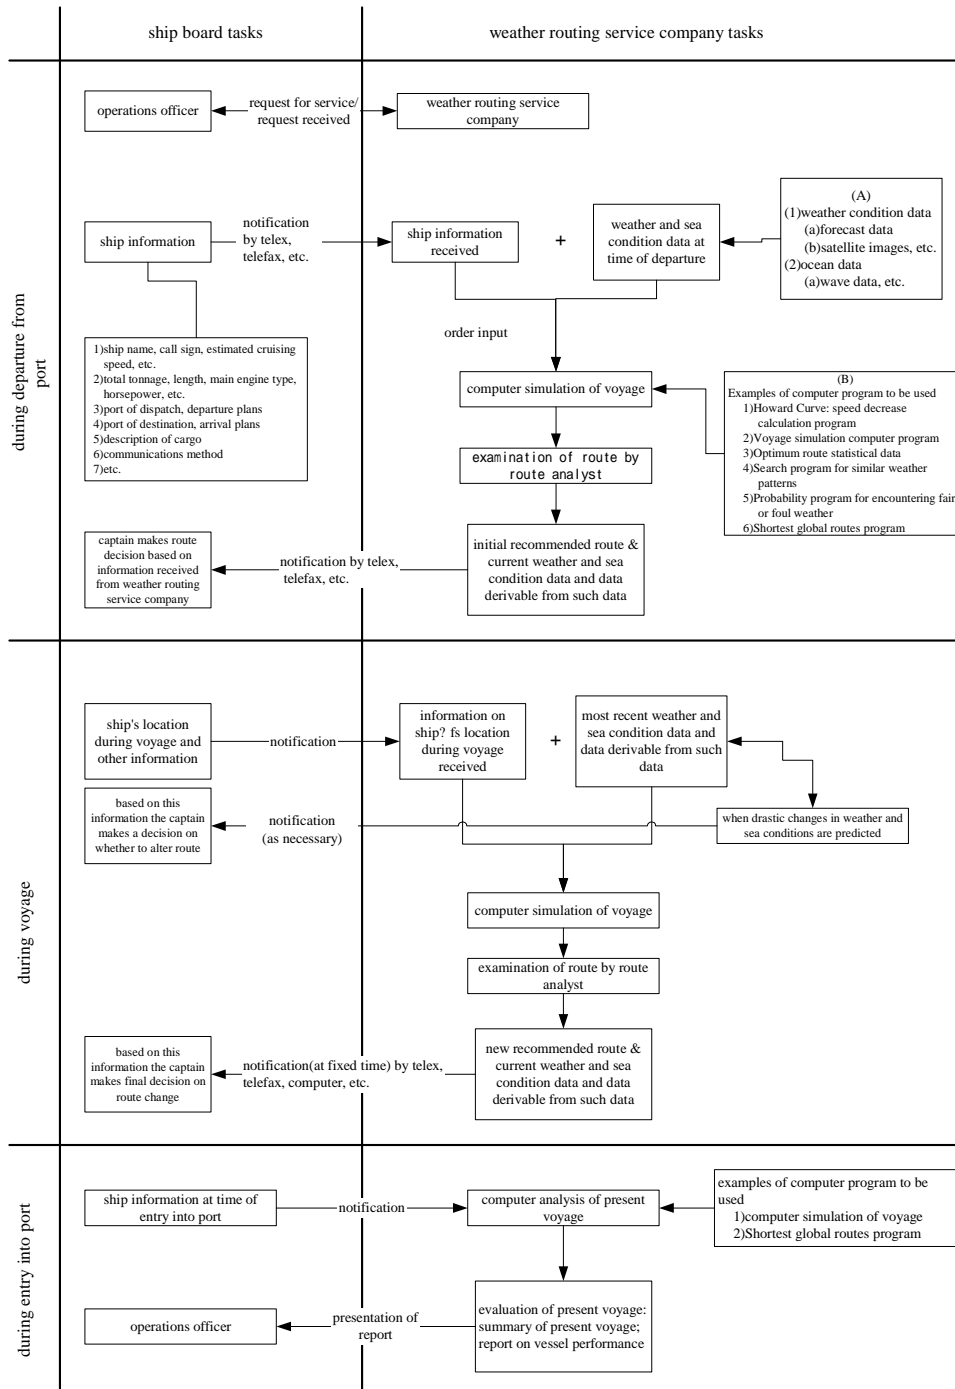 ship board tasks
weather routing service company tasks
during departure from
port
operations officer
request for service/
request received
weather routing service
company
ship information
notification
by telex,
telefax, etc.
ship information
received
+
weather and sea
condition data at
time of departure
(A)
(1)weather condition data
(a)forecast data
(b)satellite images, etc.
(2)ocean data
(a)wave data, etc.
order input
1)ship name, call sign, estimated cruising
speed, etc.
2)total tonnage, length, main engine type,
horsepower, etc.
3)port of dispatch, departure plans
4)port of destination, arrival plans
5)description of cargo
6)communications method
7)etc.
computer simulation of voyage
(B)
Examples of computer program to be used
1)Howard Curve: speed decrease
calculation program
2)Voyage simulation computer program
3)Optimum route statistical data
4)Search program for similar weather
patterns
5)Probability program for encountering fair
or foul weather
6)Shortest global routes program
examination of route by
route analyst
captain makes route
decision based on
information received
from weather routing
service company
notification by telex,
telefax, etc.
initial recommended route &
current weather and sea
condition data and data
derivable from such data
during voyage
ship's location
during voyage and
other information
notification
information on
ship? fs location
during voyage
received
+
most recent weather and
sea condition data and
data derivable from such
data
based on this
information the captain
makes a decision on
whether to alter route
notification
(as necessary)
when drastic changes in weather and
sea conditions are predicted
computer simulation of voyage
examination of route by route
analyst
based on this
information the captain
makes final decision on
route change
notification(at fixed time) by telex,
telefax, computer, etc.
new recommended route &
current weather and sea
condition data and data
derivable from such data
during entry into port
ship information at time of
entry into port
notification
computer analysis of present
voyage
examples of computer program to be
used
1)computer simulation of voyage
2)Shortest global routes program
operations officer
presentation of
report
evaluation of present voyage:
summary of present voyage;
report on vessel performance